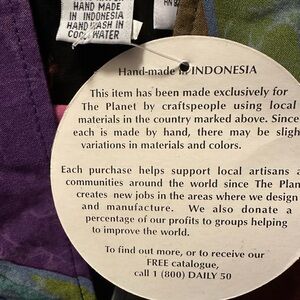 HAND MADE
IN INDONESIA
HAND WASH IN
COOL WATER
RN
Hand-made in INDONESIA
This item has been made exclusively for
The Planet by craftspeople using local
materials in the country marked above. Since
each is made by hand, there may be sligh
variations in materials and colors.
Each purchase helps support local artisans a
communities around the world since The Plan
creates new jobs in the areas where we design
and manufacture. We also donate a
percentage of our profits to groups helping
to improve the world.
To find out more, or to receive our
FREE catalogue,
call 1 (800) DAILY 50